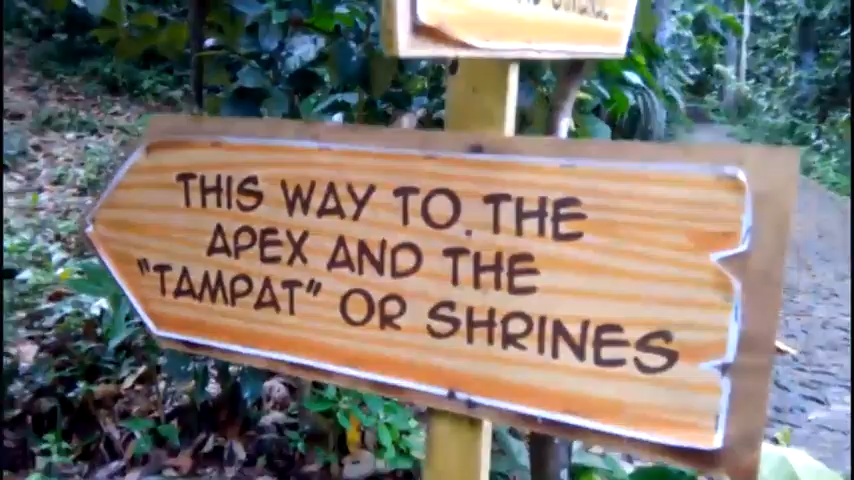 THIS WAY TO THE
APEX AND THE
"TAMPAT" OR SHRINES